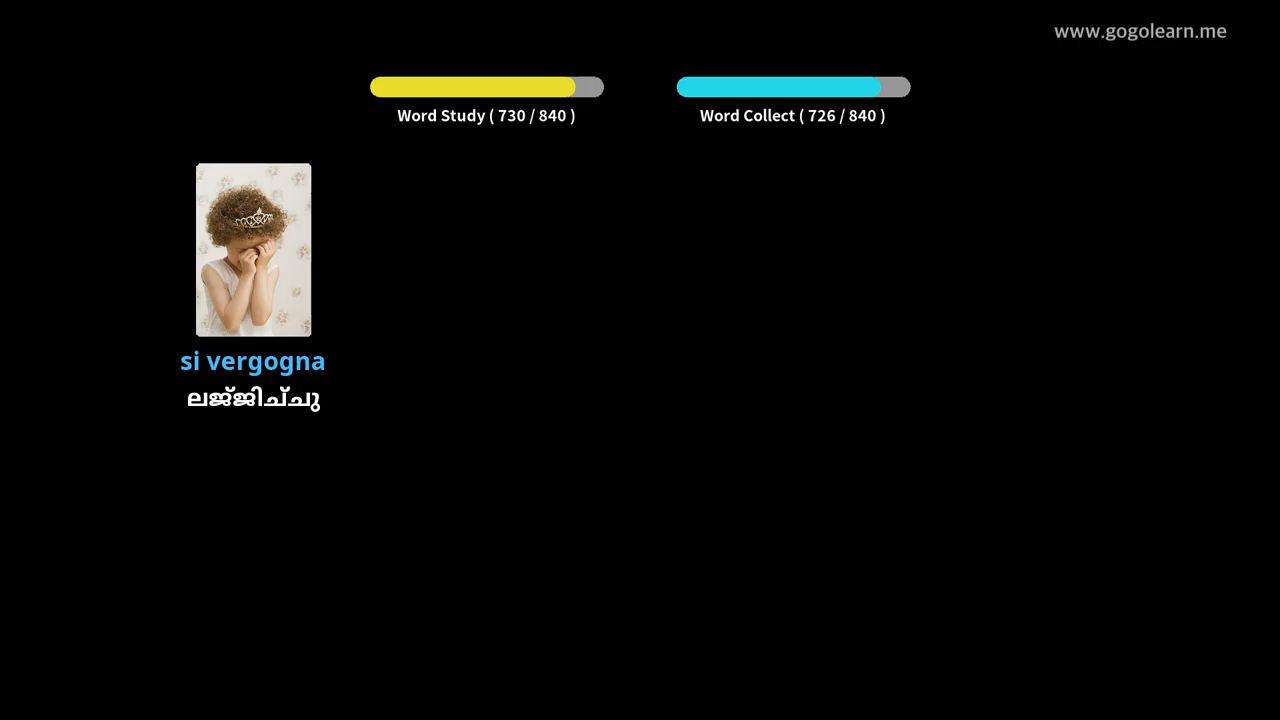 www.gogolearn.me
Word Study ( 730 / 840 )
Word Collect ( 726 / 840 )
si vergogna
ലജ്ജിച്ചു